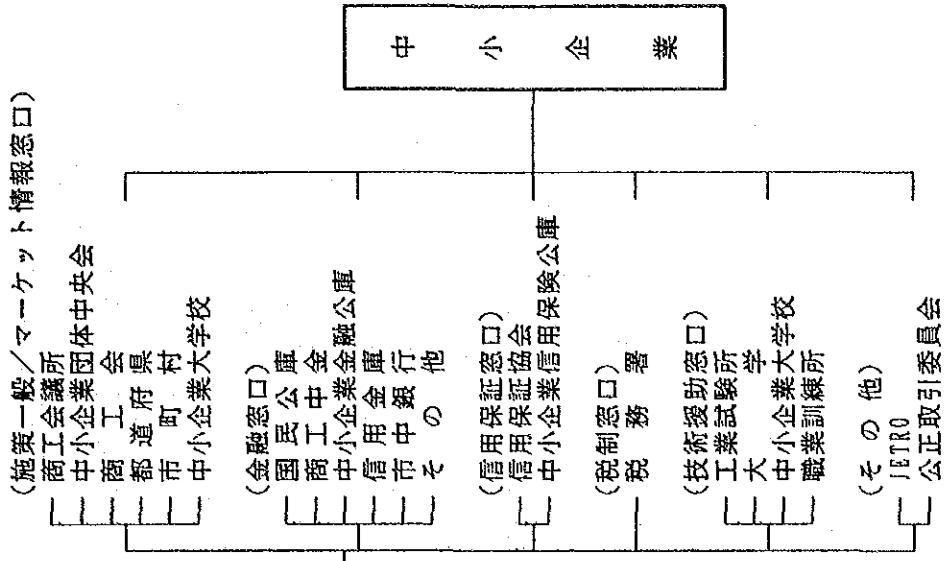 (施策一般/マーケット情報窓口)
商工会議所
中小企業団体中央会
商工会
都道府県
市町村
中小企業大学校
(金融窓口)
国民公庫
商工中金
中小企業金融公庫
信用金庫
市中銀行
その他
(信用保証窓口)
信用保証協会
中小企業信用保険公庫
(税制窓口)
税務署
(技術援助窓口)
工業試験所
大学
中小企業大学校
職業訓練所
(その他)
JETRO
公正取引委員会
中小企業